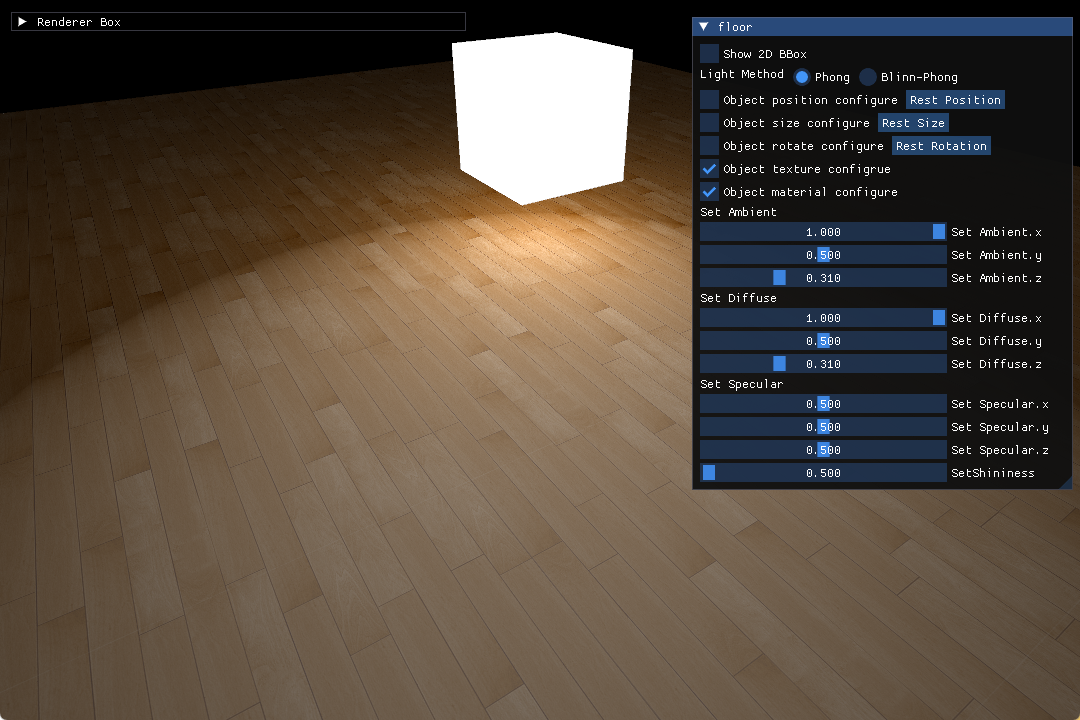 Renderer Box
floor
Show 2D BBox
Light Method Phong Blinn-Phong
Object position configure Rest Position
Object size configure Rest Size
Object rotate configure Rest Rotation
Object texture configrue
Object material configure
Set Ambient
1.000 Set Ambient.x
0.500 Set Ambient.y
0.310 Set Ambient.z
Set Diffuse
1.000 Set Diffuse.x
0.500 Set Diffuse.y
0.310 Set Diffuse.z
Set Specular
0.500 Set Specular.x
0.500 Set Specular.y
0.500 Set Specular.z
0.500 SetShininess